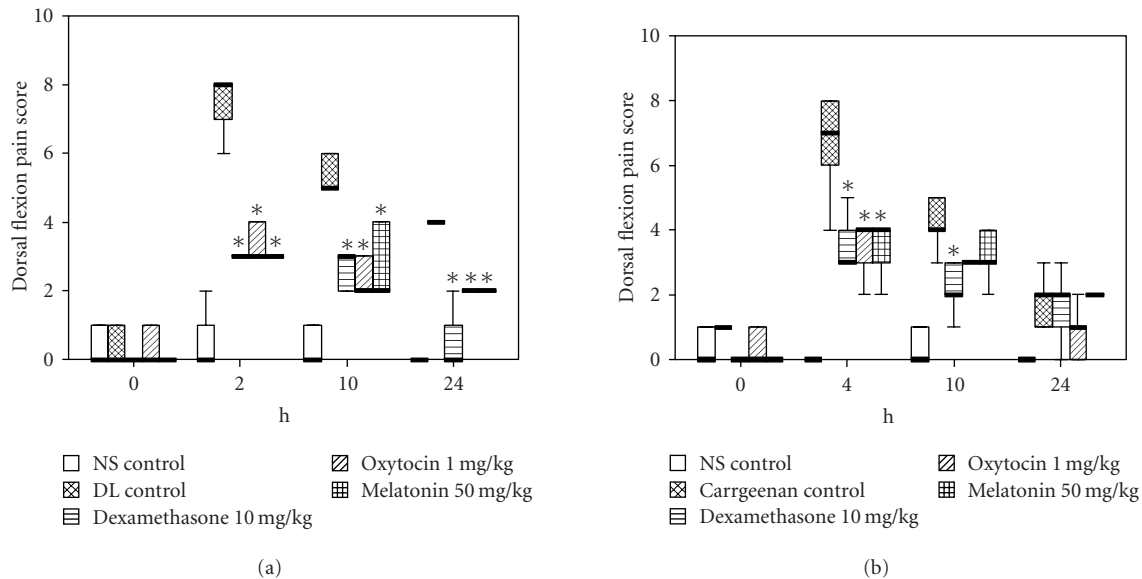 10
8
6
4
2
0
Dorsal flexion pain score
* * *
** *
***
0 2 10 24
h
NS control
DL control
Dexamethasone 10 mg/kg
Oxytocin 1 mg/kg
Melatonin 50 mg/kg
(a)
10
8
6
4
2
0
Dorsal flexion pain score
*
**
*
0 4 10 24
h
NS control
Carrgeenan control
Dexamethasone 10 mg/kg
Oxytocin 1 mg/kg
Melatonin 50 mg/kg
(b)